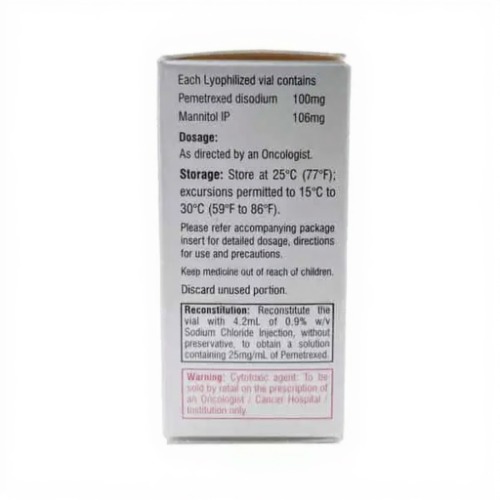 Each Lyophilized vial contains
Pemetrexed disodium 100mg
Mannitol IP 106mg
Dosage:
As directed by an Oncologist.
Storage: Store at 25°C (77°F);
excursions permitted to 15°C to
30°C (59°F to 86°F).
Please refer accompanying package
insert for detailed dosage, directions
for use and precautions.
Keep medicine out of reach of children.
Discard unused portion.
Reconstitution: Reconstitute the
vial with 4.2mL of 0.9% w/v
Sodium Chloride Injection, without
preservative, to obtain a solution
containing 25mg/mL of Pemetrexed.
Warning: Cytotoxic agent: To be
sold by retail on the prescription of
an Oncologist / Cancer Hospital /
Institution only